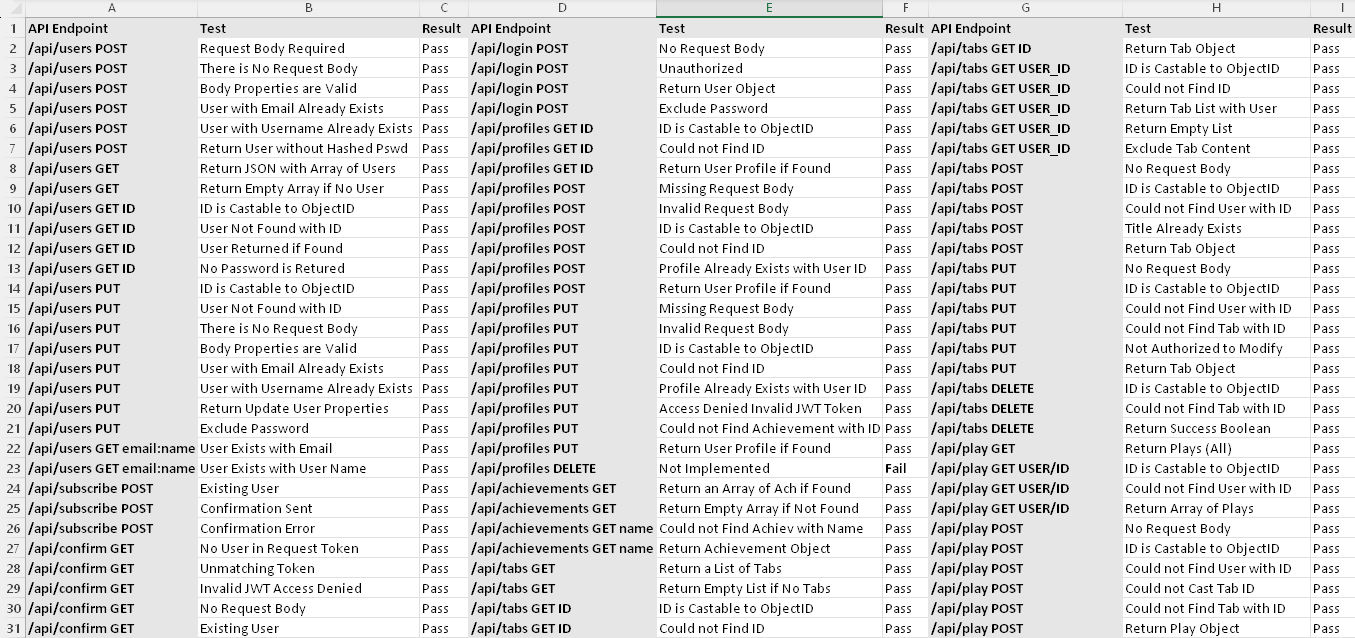 A B C D E F G H I
1 API Endpoint Test Result API Endpoint Test Result API Endpoint Test Result
2 /api/users POST Request Body Required Pass /api/login POST No Request Body Pass /api/tabs GET ID Return Tab Object Pass
3 /api/users POST There is No Request Body Pass /api/login POST Unauthorized Pass /api/tabs GET USER_ID ID is Castable to ObjectID Pass
4 /api/users POST Body Properties are Valid Pass /api/login POST Return User Object Pass /api/tabs GET USER_ID Could not Find ID Pass
5 /api/users POST User with Email Already Exists Pass /api/login POST Exclude Password Pass /api/tabs GET USER_ID Return Tab List with User Pass
6 /api/users POST User with Username Already Exists Pass /api/profiles GET ID ID is Castable to ObjectID Pass /api/tabs GET USER_ID Return Empty List Pass
7 /api/users POST Return User without Hashed Pswd Pass /api/profiles GET ID Could not Find ID Pass /api/tabs GET USER_ID Exclude Tab Content Pass
8 /api/users GET Return JSON with Array of Users Pass /api/profiles GET ID Return User Profile if Found Pass /api/tabs POST No Request Body Pass
9 /api/users GET Return Empty Array if No User Pass /api/profiles POST Missing Request Body Pass /api/tabs POST ID is Castable to ObjectID Pass
10 /api/users GET ID ID is Castable to ObjectID Pass /api/profiles POST Invalid Request Body Pass /api/tabs POST Could not Find User with ID Pass
11 /api/users GET ID User Not Found with ID Pass /api/profiles POST ID is Castable to ObjectID Pass /api/tabs POST Title Already Exists Pass
12 /api/users GET ID User Returned if Found Pass /api/profiles POST Could not Find ID Pass /api/tabs POST Return Tab Object Pass
13 /api/users GET ID No Password is Retured Pass /api/profiles POST Profile Already Exists with User ID Pass /api/tabs PUT No Request Body Pass
14 /api/users PUT ID is Castable to ObjectID Pass /api/profiles POST Return User Profile if Found Pass /api/tabs PUT ID is Castable to ObjectID Pass
15 /api/users PUT User Not Found with ID Pass /api/profiles PUT Missing Request Body Pass /api/tabs PUT Could not Find User with ID Pass
16 /api/users PUT There is No Request Body Pass /api/profiles PUT Invalid Request Body Pass /api/tabs PUT Could not Find Tab with ID Pass
17 /api/users PUT Body Properties are Valid Pass /api/profiles PUT ID is Castable to ObjectID Pass /api/tabs PUT Not Authorized to Modify Pass
18 /api/users PUT User with Email Already Exists Pass /api/profiles PUT Could not Find ID Pass /api/tabs PUT Return Tab Object Pass
19 /api/users PUT User with Username Already Exists Pass /api/profiles PUT Profile Already Exists with User ID Pass /api/tabs DELETE ID is Castable to ObjectID Pass
20 /api/users PUT Return Update User Properties Pass /api/profiles PUT Access Denied Invalid JWT Token Pass /api/tabs DELETE Could not Find Tab with ID Pass
21 /api/users PUT Exclude Password Pass /api/profiles PUT Could not Find Achievement with ID Pass /api/tabs DELETE Return Success Boolean Pass
22 /api/users GET email:name User Exists with Email Pass /api/profiles PUT Return User Profile if Found Pass /api/play GET Return Plays (All) Pass
23 /api/users GET email:name User Exists with User Name Pass /api/profiles DELETE Not Implemented Fail /api/play GET USER/ID ID is Castable to ObjectID Pass
24 /api/subscribe POST Existing User Pass /api/achievements GET Return an Array of Ach if Found Pass /api/play GET USER/ID Could not Find User with ID Pass
25 /api/subscribe POST Confirmation Sent Pass /api/achievements GET Return Empty Array if Not Found Pass /api/play GET USER/ID Return Array of Plays Pass
26 /api/subscribe POST Confirmation Error Pass /api/achievements GET name Could not Find Achiev with Name Pass /api/play POST No Request Body Pass
27 /api/confirm GET No User in Request Token Pass /api/achievements GET name Return Achievement Object Pass /api/play POST ID is Castable to ObjectID Pass
28 /api/confirm GET Unmatching Token Pass /api/tabs GET Return a List of Tabs Pass /api/play POST Could not Find User with ID Pass
29 /api/confirm GET Invalid JWT Access Denied Pass /api/tabs GET Return Empty List if No Tabs Pass /api/play POST Could not Cast Tab ID Pass
30 /api/confirm GET No Request Body Pass /api/tabs GET ID ID is Castable to ObjectID Pass /api/play POST Could not Find Tab with ID Pass
31 /api/confirm GET Existing User Pass /api/tabs GET ID Could not Find ID Pass /api/play POST Return Play Object Pass